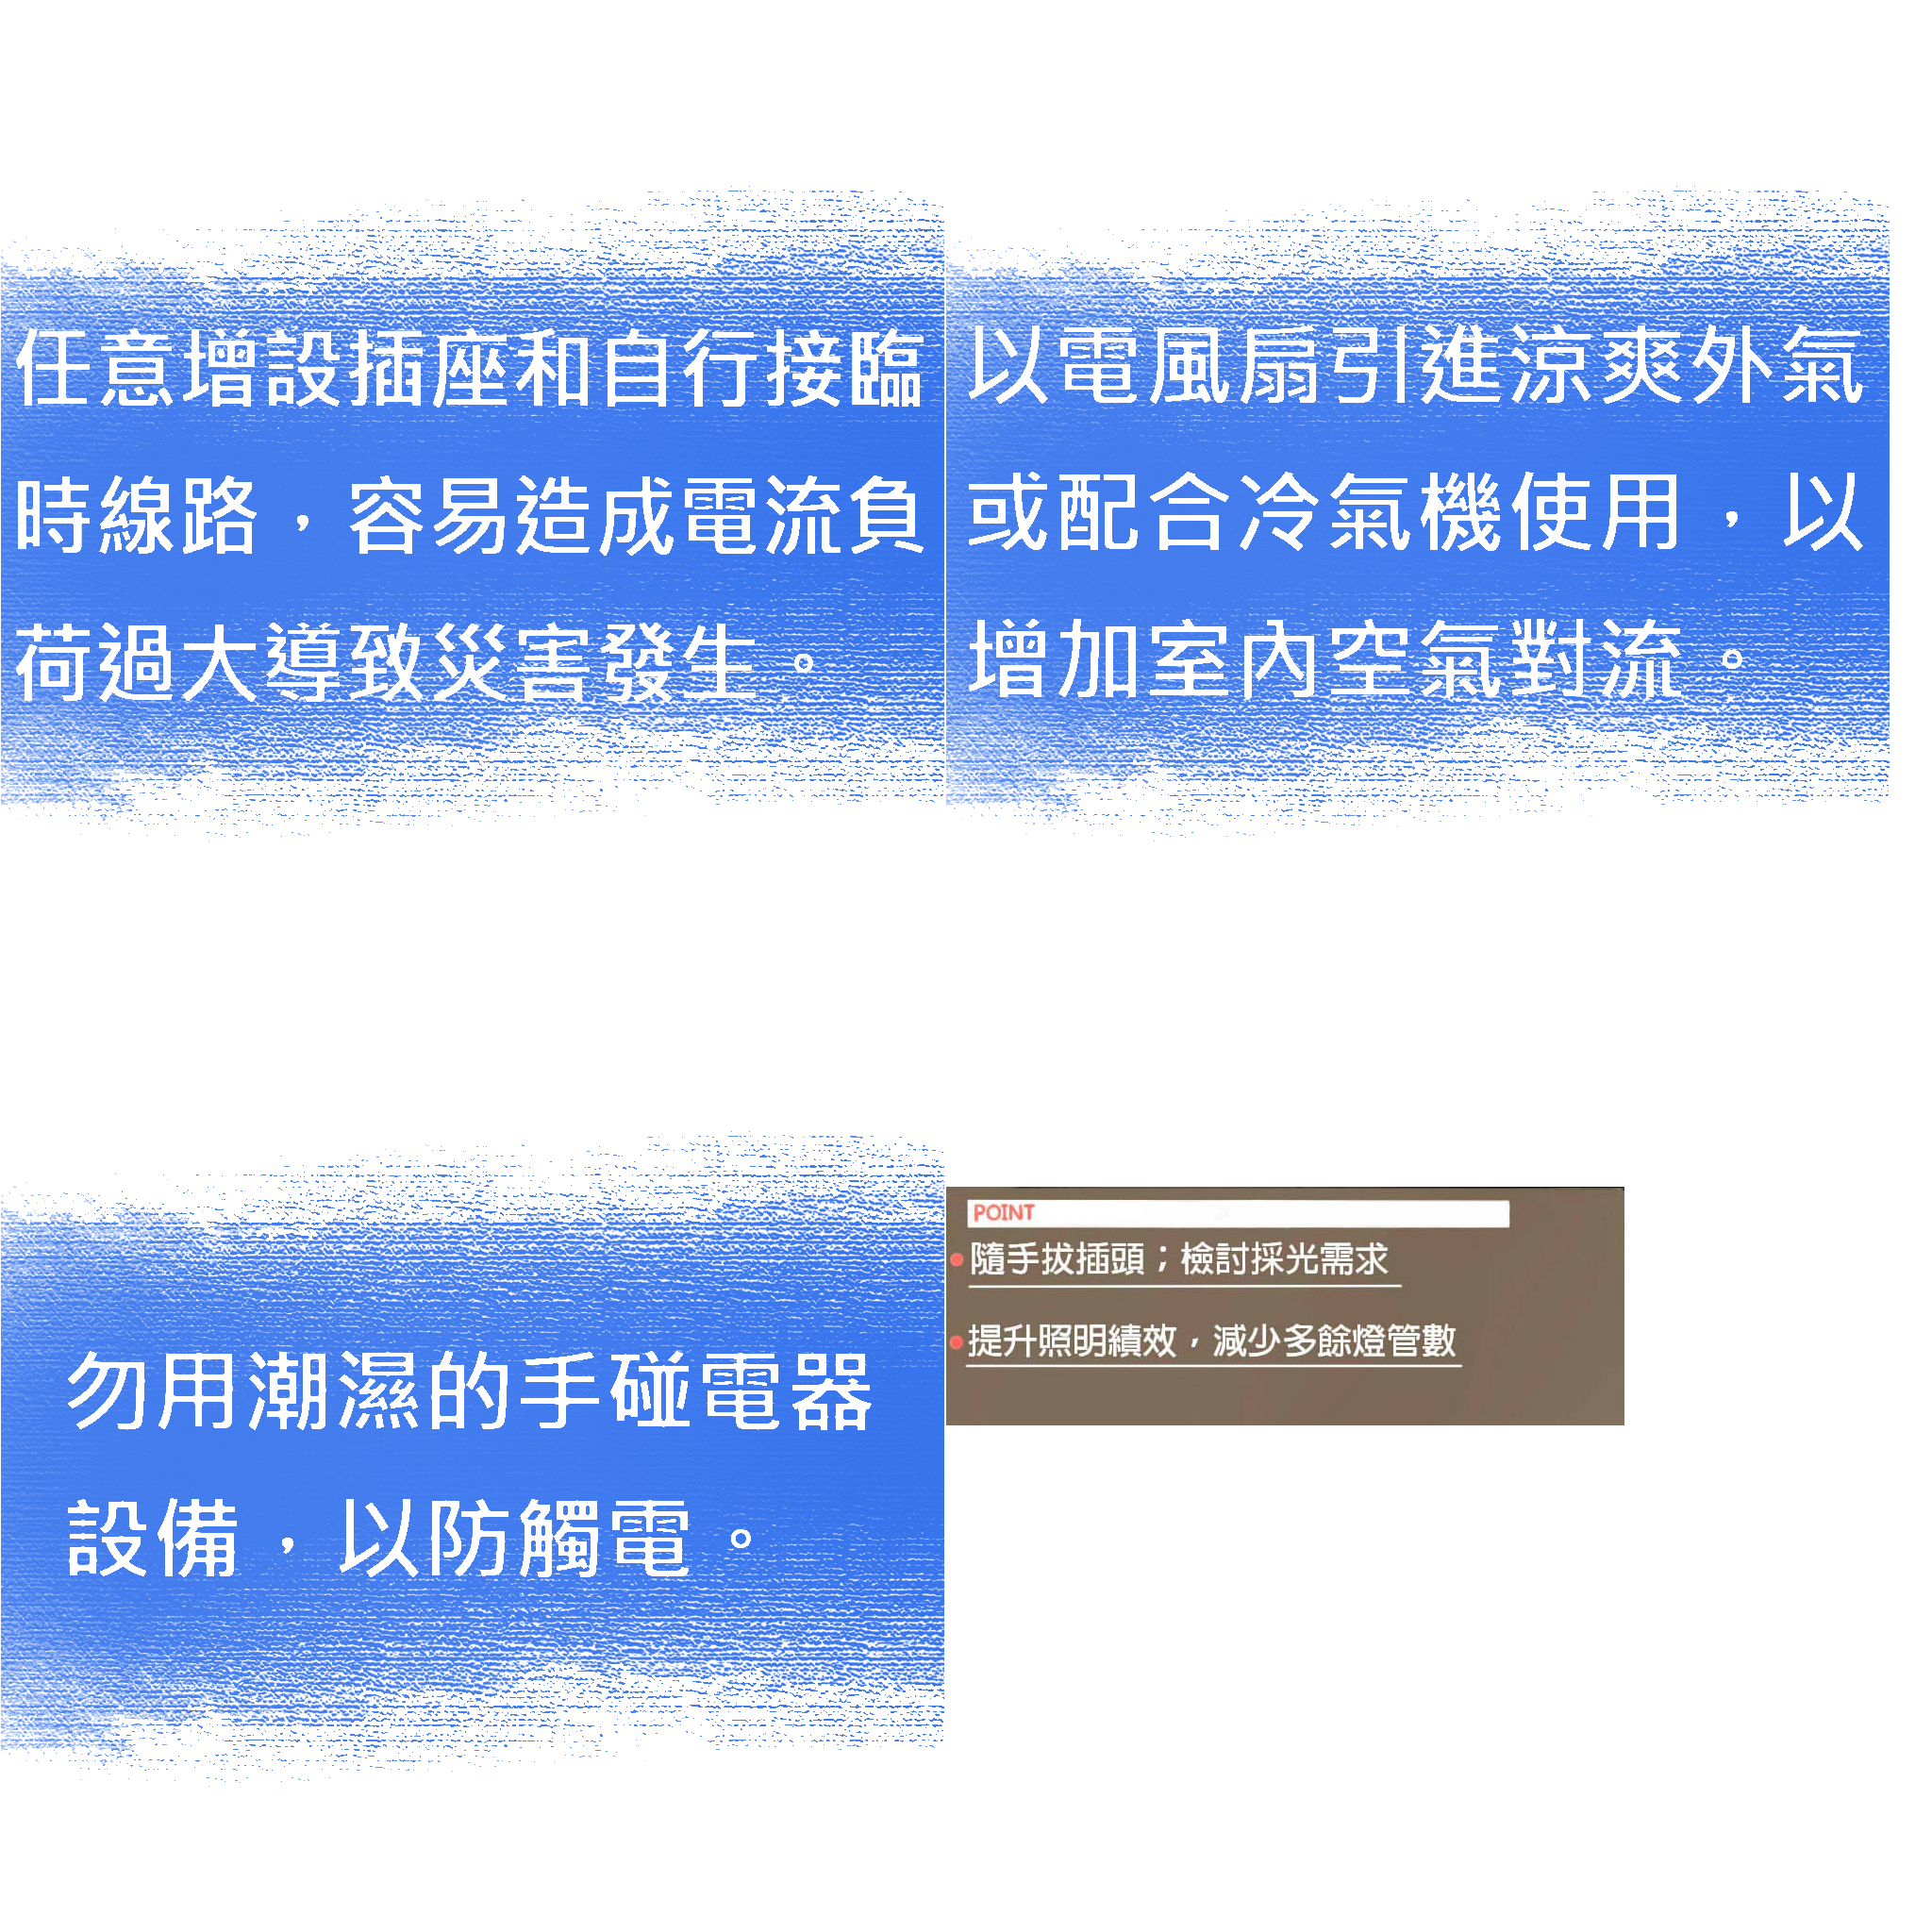 任意增設插座和自行接臨
時線路，容易造成電流負
荷過大導致災害發生。
以電風扇引進涼爽外氣
或配合冷氣機使用，以
增加室內空氣對流。
勿用潮濕的手碰電器
設備，以防觸電。
POINT
隨手拔插頭；檢討採光需求
提升照明績效，減少多餘燈管數